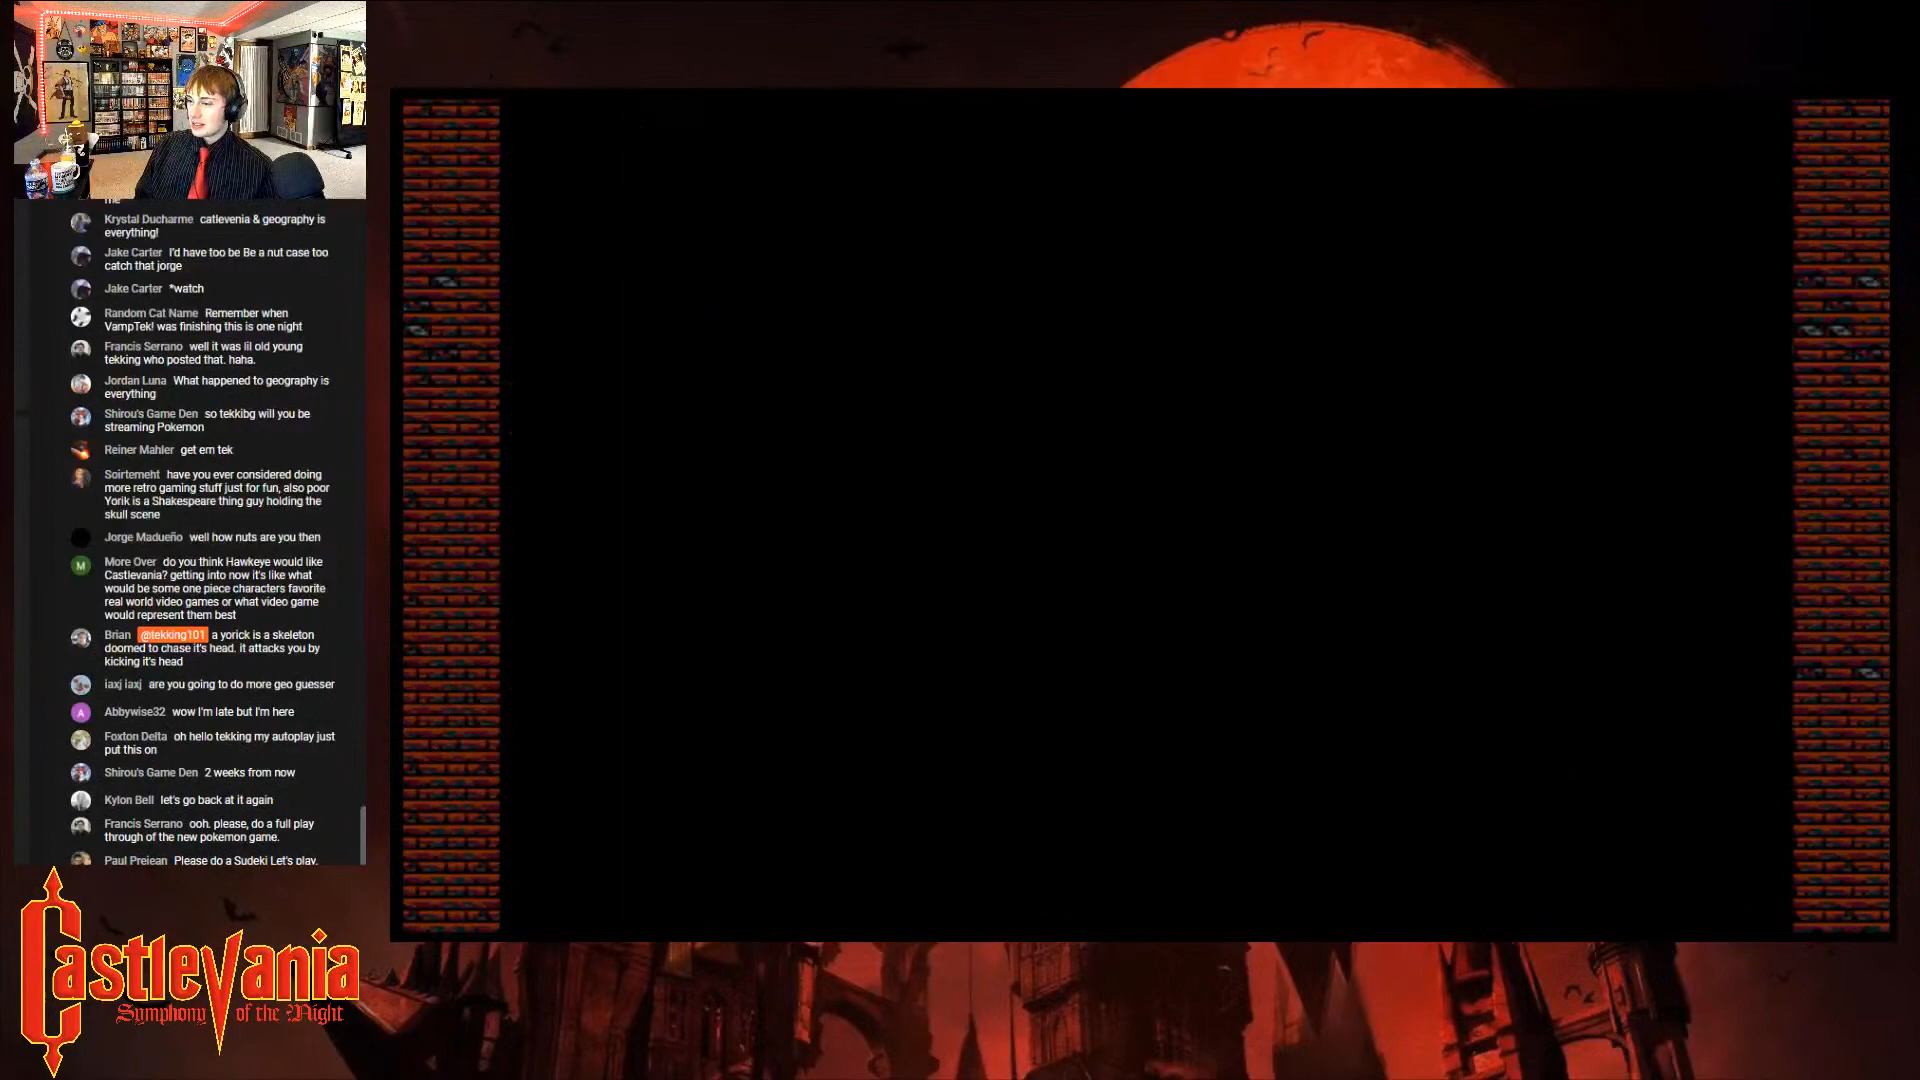 me
Krystal Ducharme catlevenia & geography is
everything!
Jake Carter I'd have too be Be a nut case too
catch that jorge
Jake Carter *watch
Random Cat Name Remember when
VampTek! was finishing this is one night
Francis Serrano well it was lil old young
tekking who posted that. haha.
Jordan Luna What happened to geography is
everything
Shirou's Game Den so tekkibg will you be
streaming Pokemon
Reiner Mahler get em tek
Soirtemeht have you ever considered doing
more retro gaming stuff just for fun, also poor
Yorik is a Shakespeare thing guy holding the
skull scene
Jorge Madueño well how nuts are you then
M
More Over do you think Hawkeye would like
Castlevania? getting into now it's like what
would be some one piece characters favorite
real world video games or what video game
would represent them best
Brian @tekking101 a yorick is a skeleton
doomed to chase it's head. it attacks you by
kicking it's head
iaxj iaxj are you going to do more geo guesser
A
Abbywise32 wow I'm late but I'm here
Foxton Delta oh hello tekking my autoplay just
put this on
Shirou's Game Den 2 weeks from now
Kylon Bell let's go back at it again
Francis Serrano ooh. please, do a full play
through of the new pokemon game.
Paul Prejean Please do a Sudeki Let's play.
Castlevania
Symphony of the Night